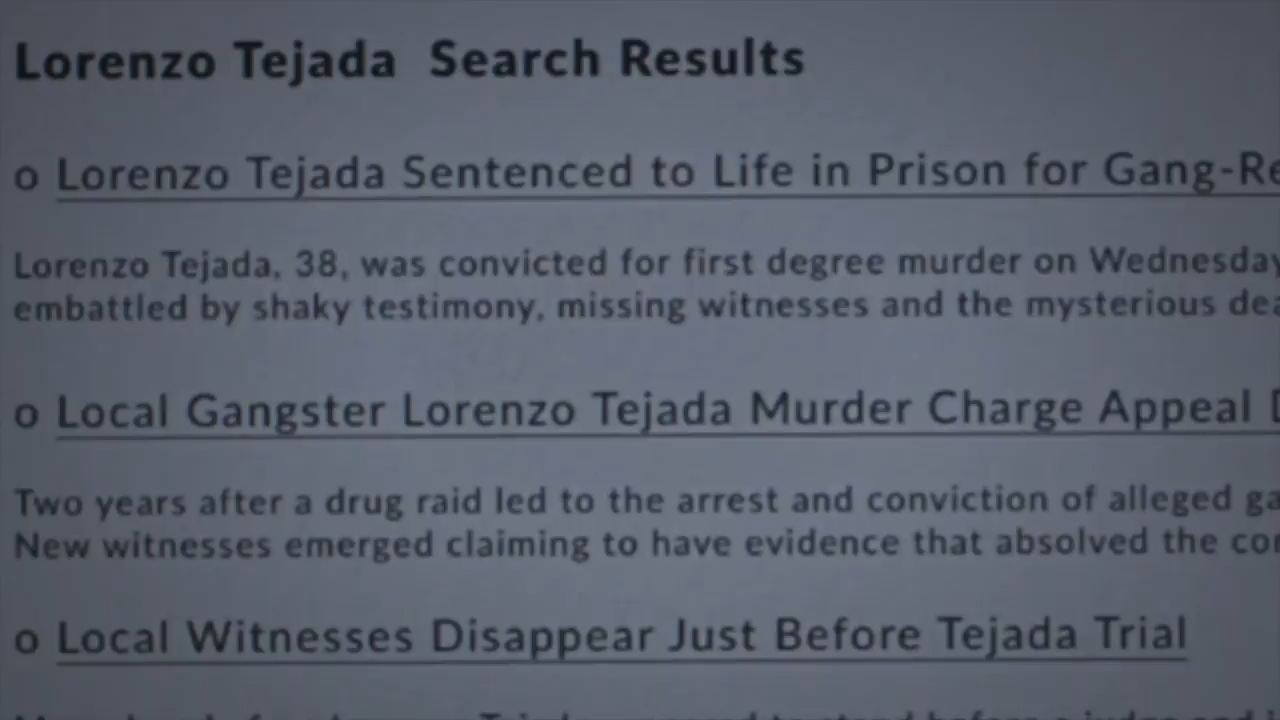 Lorenzo Tejada Search Results
o Lorenzo Tejada Sentenced to Life in Prison for
Lorenzo Tejada, 38, was convicted for first degree murder on Wednesday
embattled by shaky testimony, missing witnesses and the mysterious
o Local Gangster Lorenzo Tejada Murder Charge Appeal
Two years after a drug raid led to the arrest and conviction of alleged
New witnesses emerged claiming to have evidence that absolved the
o Local Witnesses Disappear Just Before Tejada Trial